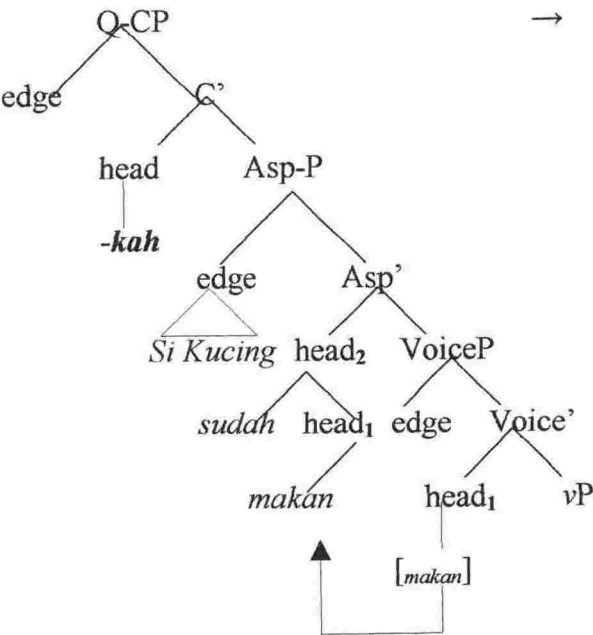 Q-CP →
edge C’
head Asp-P
-kah
edge Asp’
Si Kucing head₂ VoiceP
sudah head₁ edge Voice’
makan head₁ vP
[makan]